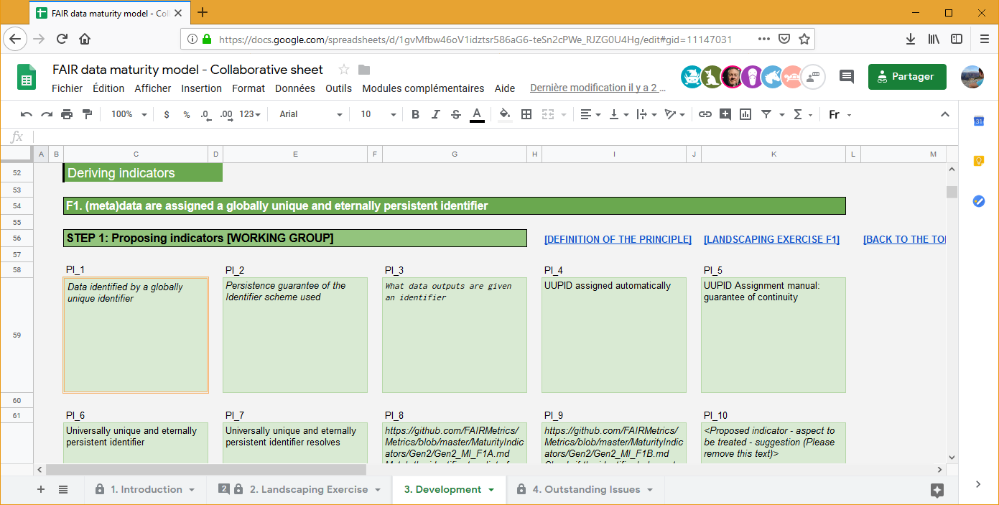 FAIR data maturity model - Col
https://docs.google.com/spreadsheets/d/1gvMfbw46oV1idztsr586aG6-teSn2cPWe_RJZG0U4Hg/edit#gid=11147031
FAIR data maturity model - Collaborative sheet
Partager
Fichier Édition Afficher Insertion Format Données Outils Modules complémentaires Aide Dernière modification il y a 2 ...
100% $ % .0 .00 123 Arial 10 B I S A Σ Fr
fx
31
A B C D E F G H I J K L M
52 Deriving indicators
53
54 F1. (meta)data are assigned a globally unique and eternally persistent identifier
55
56 STEP 1: Proposing indicators [WORKING GROUP] [DEFINITION OF THE PRINCIPLE] [LANDSCAPING EXERCISE F1] [BACK TO THE TO
57
58 PI_1 PI_2 PI_3 PI_4 PI_5
59
Data identified by a globally
unique identifier
Persistence guarantee of the
Identifier scheme used
What data outputs are given
an identifier
UUPID assigned automatically
UUPID Assignment manual:
guarantee of continuity
60
61 PI_6 PI_7 PI_8 PI_9 PI_10
Universally unique and eternally
persistent identifier
Universally unique and eternally
persistent identifier resolves
https://github.com/FAIRMetrics/
Metrics/blob/master/MaturityIndic
ators/Gen2/Gen2_MI_F1A.md
https://github.com/FAIRMetrics/
Metrics/blob/master/MaturityIndic
ators/Gen2/Gen2_MI_F1B.md
<Proposed indicator - aspect to
be treated - suggestion (Please
remove this text)>
1. Introduction 2 2. Landscaping Exercise 3. Development 4. Outstanding Issues